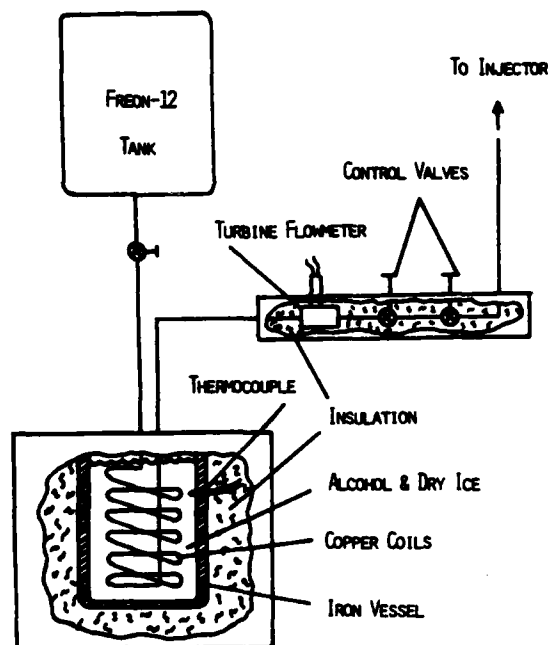 FREON-12
TANK
TO INJECTOR
CONTROL VALVES
TURBINE FLOWMETER
THERMOCOUPLE
INSULATION
ALCOHOL & DRY ICE
COPPER COILS
IRON VESSEL